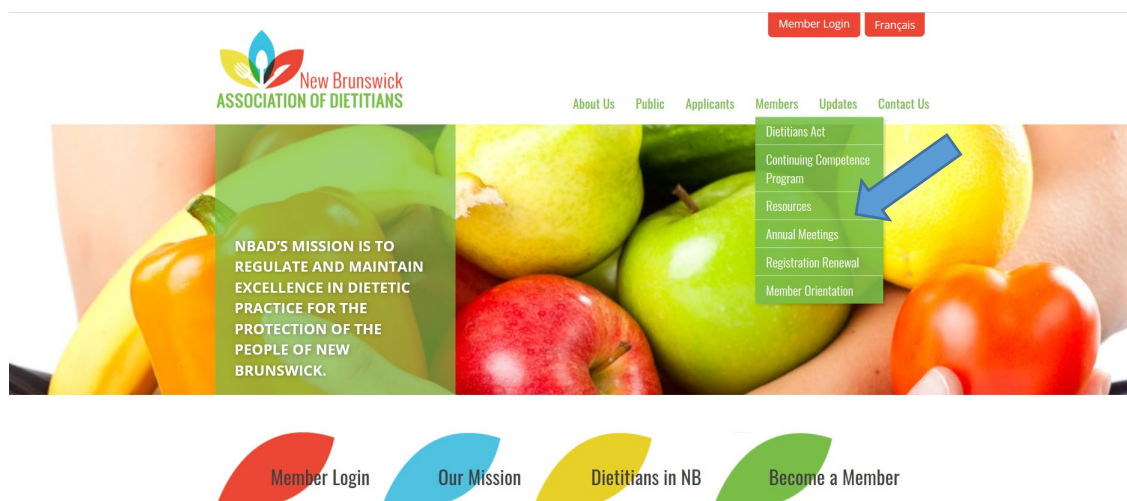 Member Login
Français
New Brunswick
ASSOCIATION OF DIETITIANS
About Us
Public
Applicants
Members
Updates
Contact Us
Dietitians Act
Continuing Competence
Program
Resources
Annual Meetings
Registration Renewal
Member Orientation
NBAD'S MISSION IS TO
REGULATE AND MAINTAIN
EXCELLENCE IN DIETETIC
PRACTICE FOR THE
PROTECTION OF THE
PEOPLE OF NEW
BRUNSWICK.
Member Login
Our Mission
Dietitians in NB
Become a Member